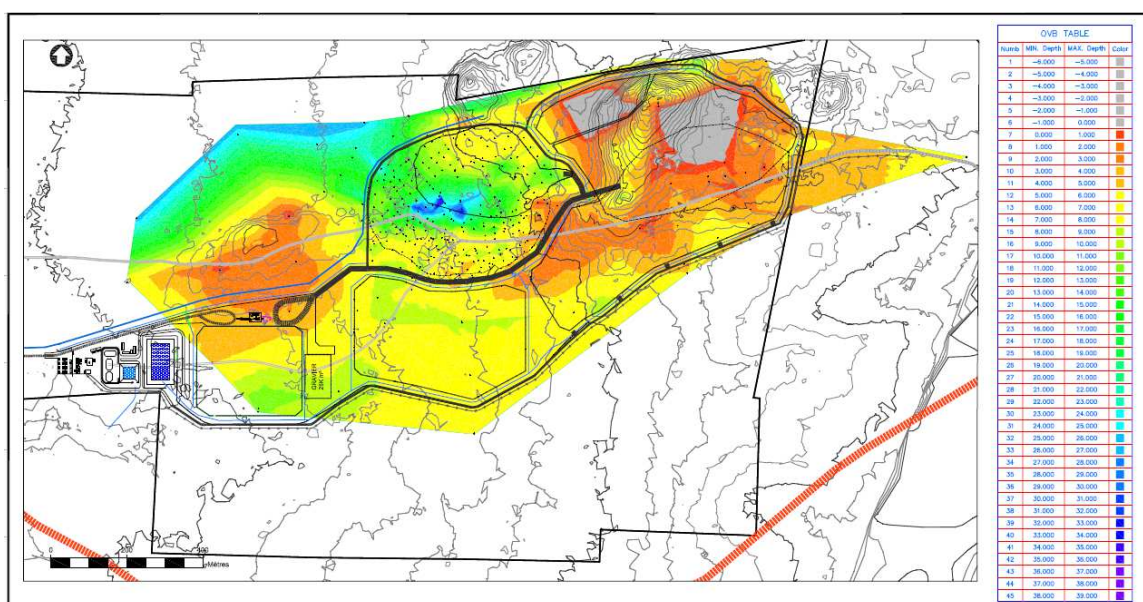 OVB TABLE
Numb MIN. Depth MAX. Depth Color
1 -6.000 -5.000
2 -5.000 -4.000
3 -4.000 -3.000
4 -3.000 -2.000
5 -2.000 -1.000
6 -1.000 0.000
7 0.000 1.000
8 1.000 2.000
9 2.000 3.000
10 3.000 4.000
11 4.000 5.000
12 5.000 6.000
13 6.000 7.000
14 7.000 8.000
15 8.000 9.000
16 9.000 10.000
17 10.000 11.000
18 11.000 12.000
19 12.000 13.000
20 13.000 14.000
21 14.000 15.000
22 15.000 16.000
23 16.000 17.000
24 17.000 18.000
25 18.000 19.000
26 19.000 20.000
27 20.000 21.000
28 21.000 22.000
29 22.000 23.000
30 23.000 24.000
31 24.000 25.000
32 25.000 26.000
33 26.000 27.000
34 27.000 28.000
35 28.000 29.000
36 29.000 30.000
37 30.000 31.000
38 31.000 32.000
39 32.000 33.000
40 33.000 34.000
41 34.000 35.000
42 35.000 36.000
43 36.000 37.000
44 37.000 38.000
45 38.000 39.000
GRAVIER
0 200 400
Mètres